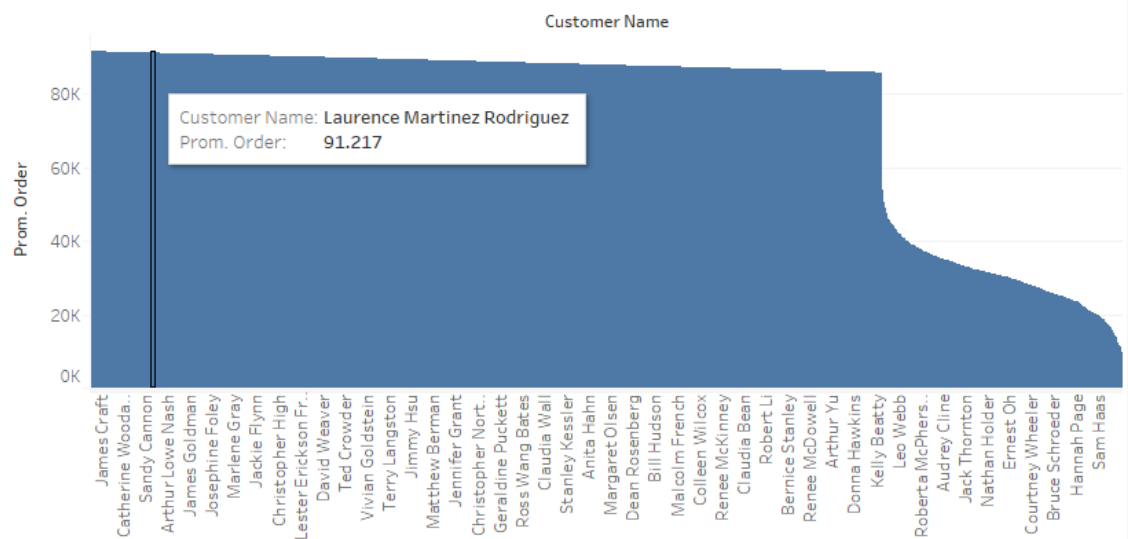 Customer Name
Prom. Order
80K
60K
40K
20K
0K
Customer Name: Laurence Martinez Rodriguez
Prom. Order: 91.217
James Craft
Catherine Wooda..
Sandy Cannon
Arthur Lowe Nash
James Goldman
Josephine Foley
Marlene Gray
Jackie Flynn
Christopher High
Lester Erickson Fr..
David Weaver
Ted Crowder
Vivian Goldstein
Terry Langston
Jimmy Hsu
Matthew Berman
Jennifer Grant
Christopher Nort..
Geraldine Puckett
Ross Wang Bates
Claudia Wall
Stanley Kessler
Anita Hahn
Margaret Olsen
Dean Rosenberg
Bill Hudson
Malcolm French
Colleen Wilcox
Renee McKinney
Claudia Bean
Robert Li
Bernice Stanley
Renee McDowell
Arthur Yu
Donna Hawkins
Kelly Beatty
Leo Webb
Roberta McPhers..
Audrey Cline
Jack Thornton
Nathan Holder
Ernest Oh
Courtney Wheeler
Bruce Schroeder
Hannah Page
Sam Haas